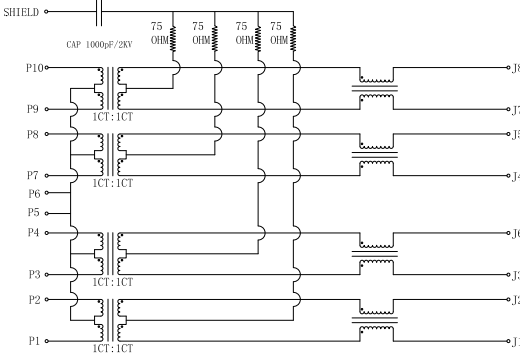 SHIELD
75 OHM
75 OHM
75 OHM
75 OHM
CAP 1000pF/2KV
P10
J8
P9
J7
1CT:1CT
P8
J5
P7
J4
1CT:1CT
P6
P5
P4
J6
P3
J3
1CT:1CT
P2
J2
P1
J1
1CT:1CT